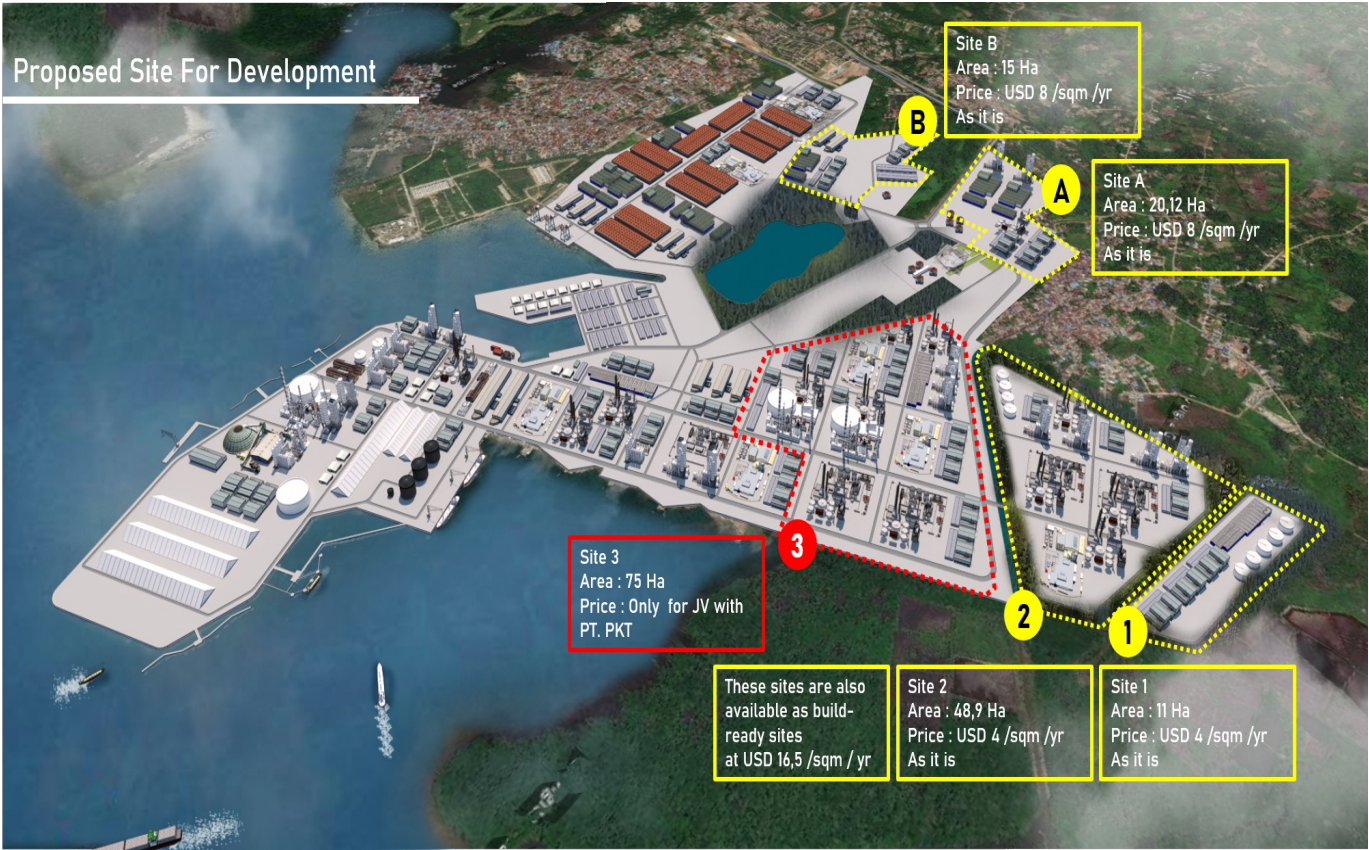 Proposed Site For Development
Site B
Area : 15 Ha
Price : USD 8 /sqm /yr
As it is
B
A
Site A
Area : 20,12 Ha
Price : USD 8 /sqm /yr
As it is
3
Site 3
Area : 75 Ha
Price : Only for JV with
PT. PKT
2
1
These sites are also
available as build-
ready sites
at USD 16,5 /sqm / yr
Site 2
Area : 48,9 Ha
Price : USD 4 /sqm /yr
As it is
Site 1
Area : 11 Ha
Price : USD 4 /sqm /yr
As it is